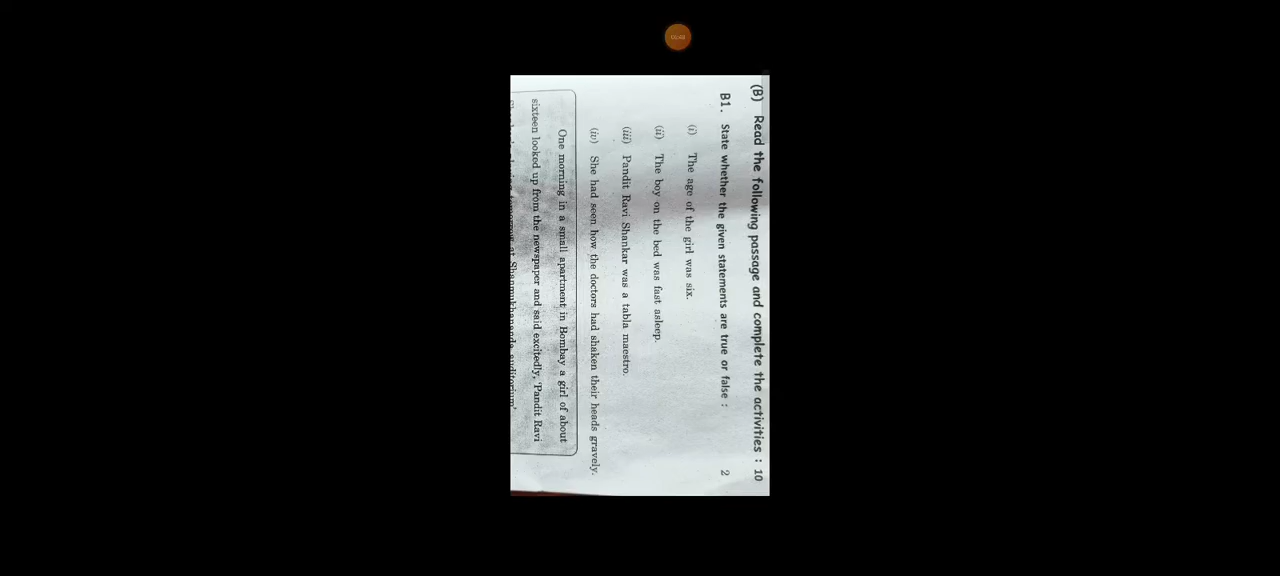 (B) Read the following passage and complete the activities : 10
B1. State whether the given statements are true or false : 2
(i) The age of the girl was six.
(ii) The boy on the bed was fast asleep.
(iii) Pandit Ravi Shankar was a tabla maestro.
(iv) She had seen how the doctors had shaken their heads gravely.
One morning in a small apartment in Bombay a girl of about
sixteen looked up from the newspaper and said excitedly, 'Pandit Ravi
tomorrow at Shanmukhananda auditorium'